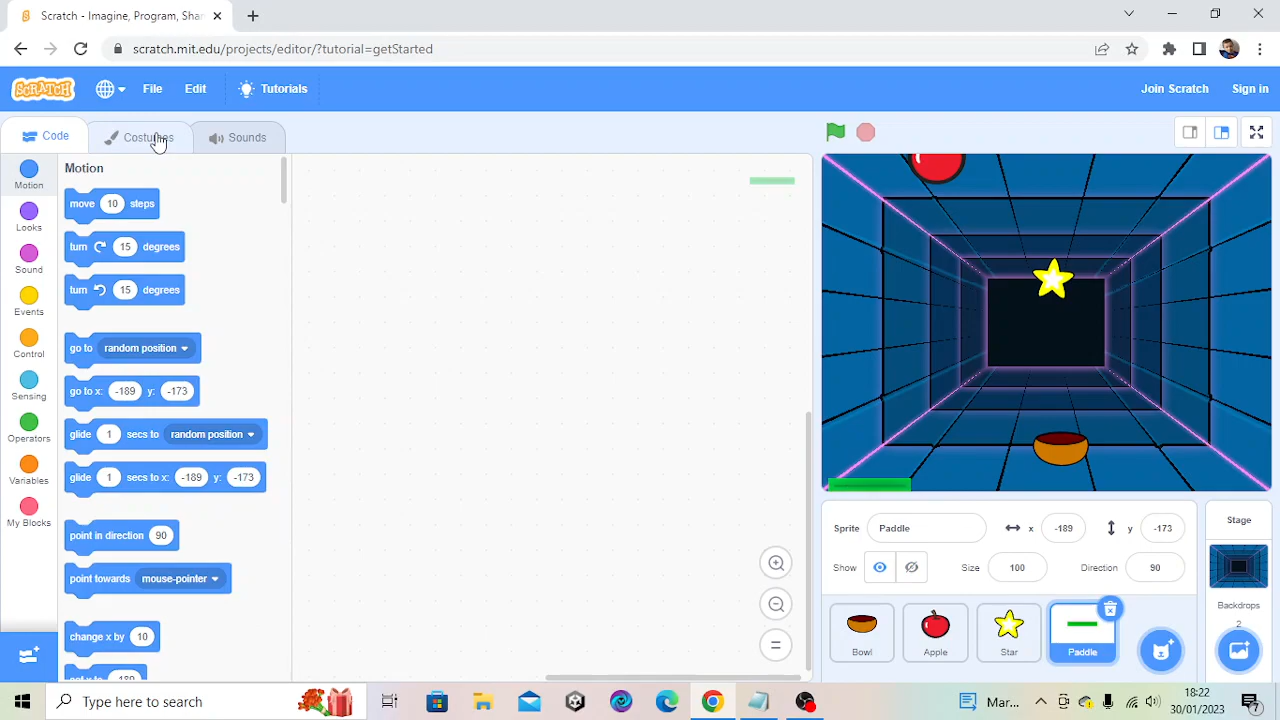 Scratch - Imagine, Program, Shar
scratch.mit.edu/projects/editor/?tutorial=getStarted
SCRATCH
File
Edit
Tutorials
Join Scratch
Sign in
Code
Costumes
Sounds
Motion
Motion
Looks
Sound
Events
Control
Sensing
Operators
Variables
My Blocks
move 10 steps
turn 15 degrees
turn 15 degrees
go to random position
go to x: -189 y: -173
glide 1 secs to random position
glide 1 secs to x: -189 y: -173
point in direction 90
point towards mouse-pointer
change x by 10
Sprite Paddle x -189 y -173
Show Size 100 Direction 90
Bowl
Apple
Star
Paddle
Stage
Backdrops
2
Type here to search
Mar...
18:22
30/01/2023
7